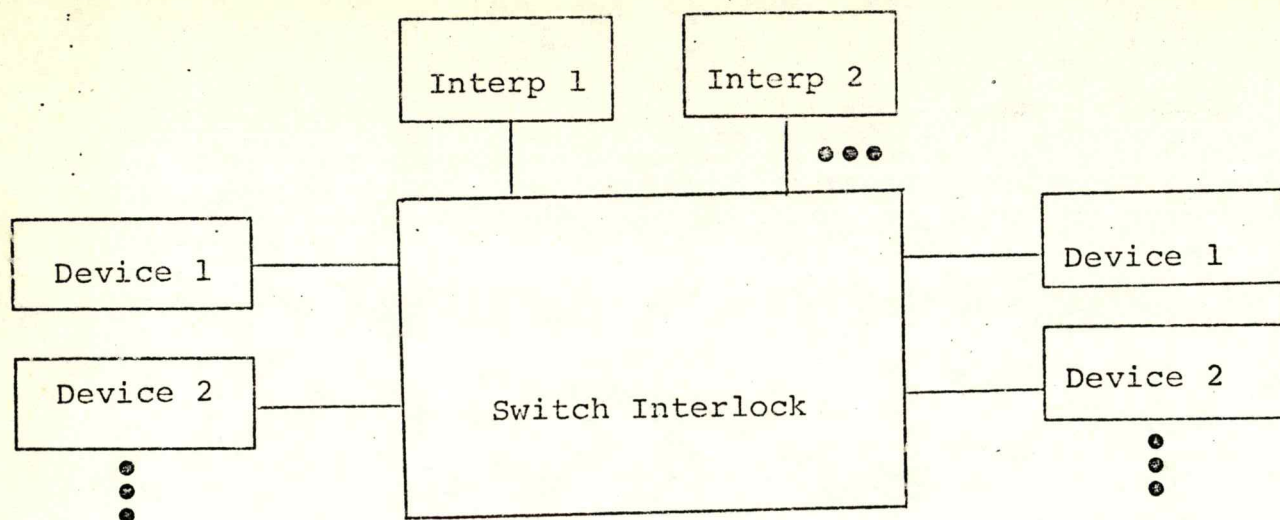 Interp 1
Interp 2
Device 1
Device 1
Device 2
Device 2
Switch Interlock